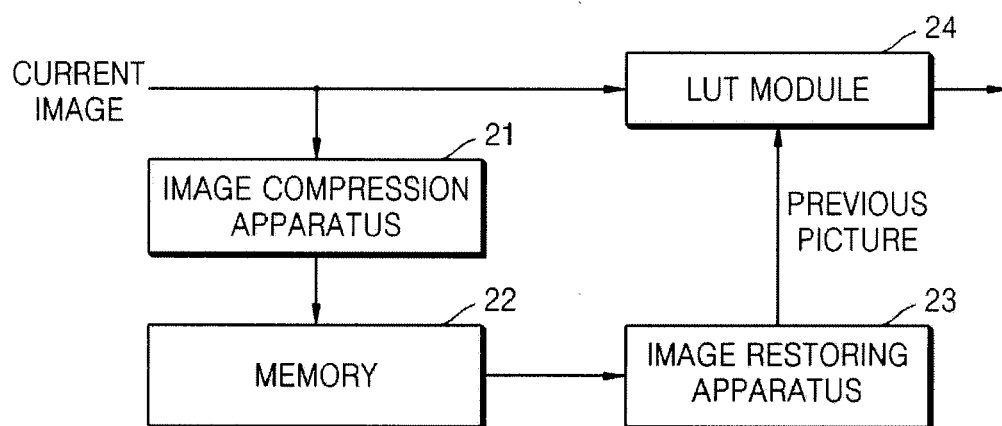 24
CURRENT
IMAGE
LUT MODULE
21
IMAGE COMPRESSION
APPARATUS
PREVIOUS
PICTURE
22
23
MEMORY
IMAGE RESTORING
APPARATUS